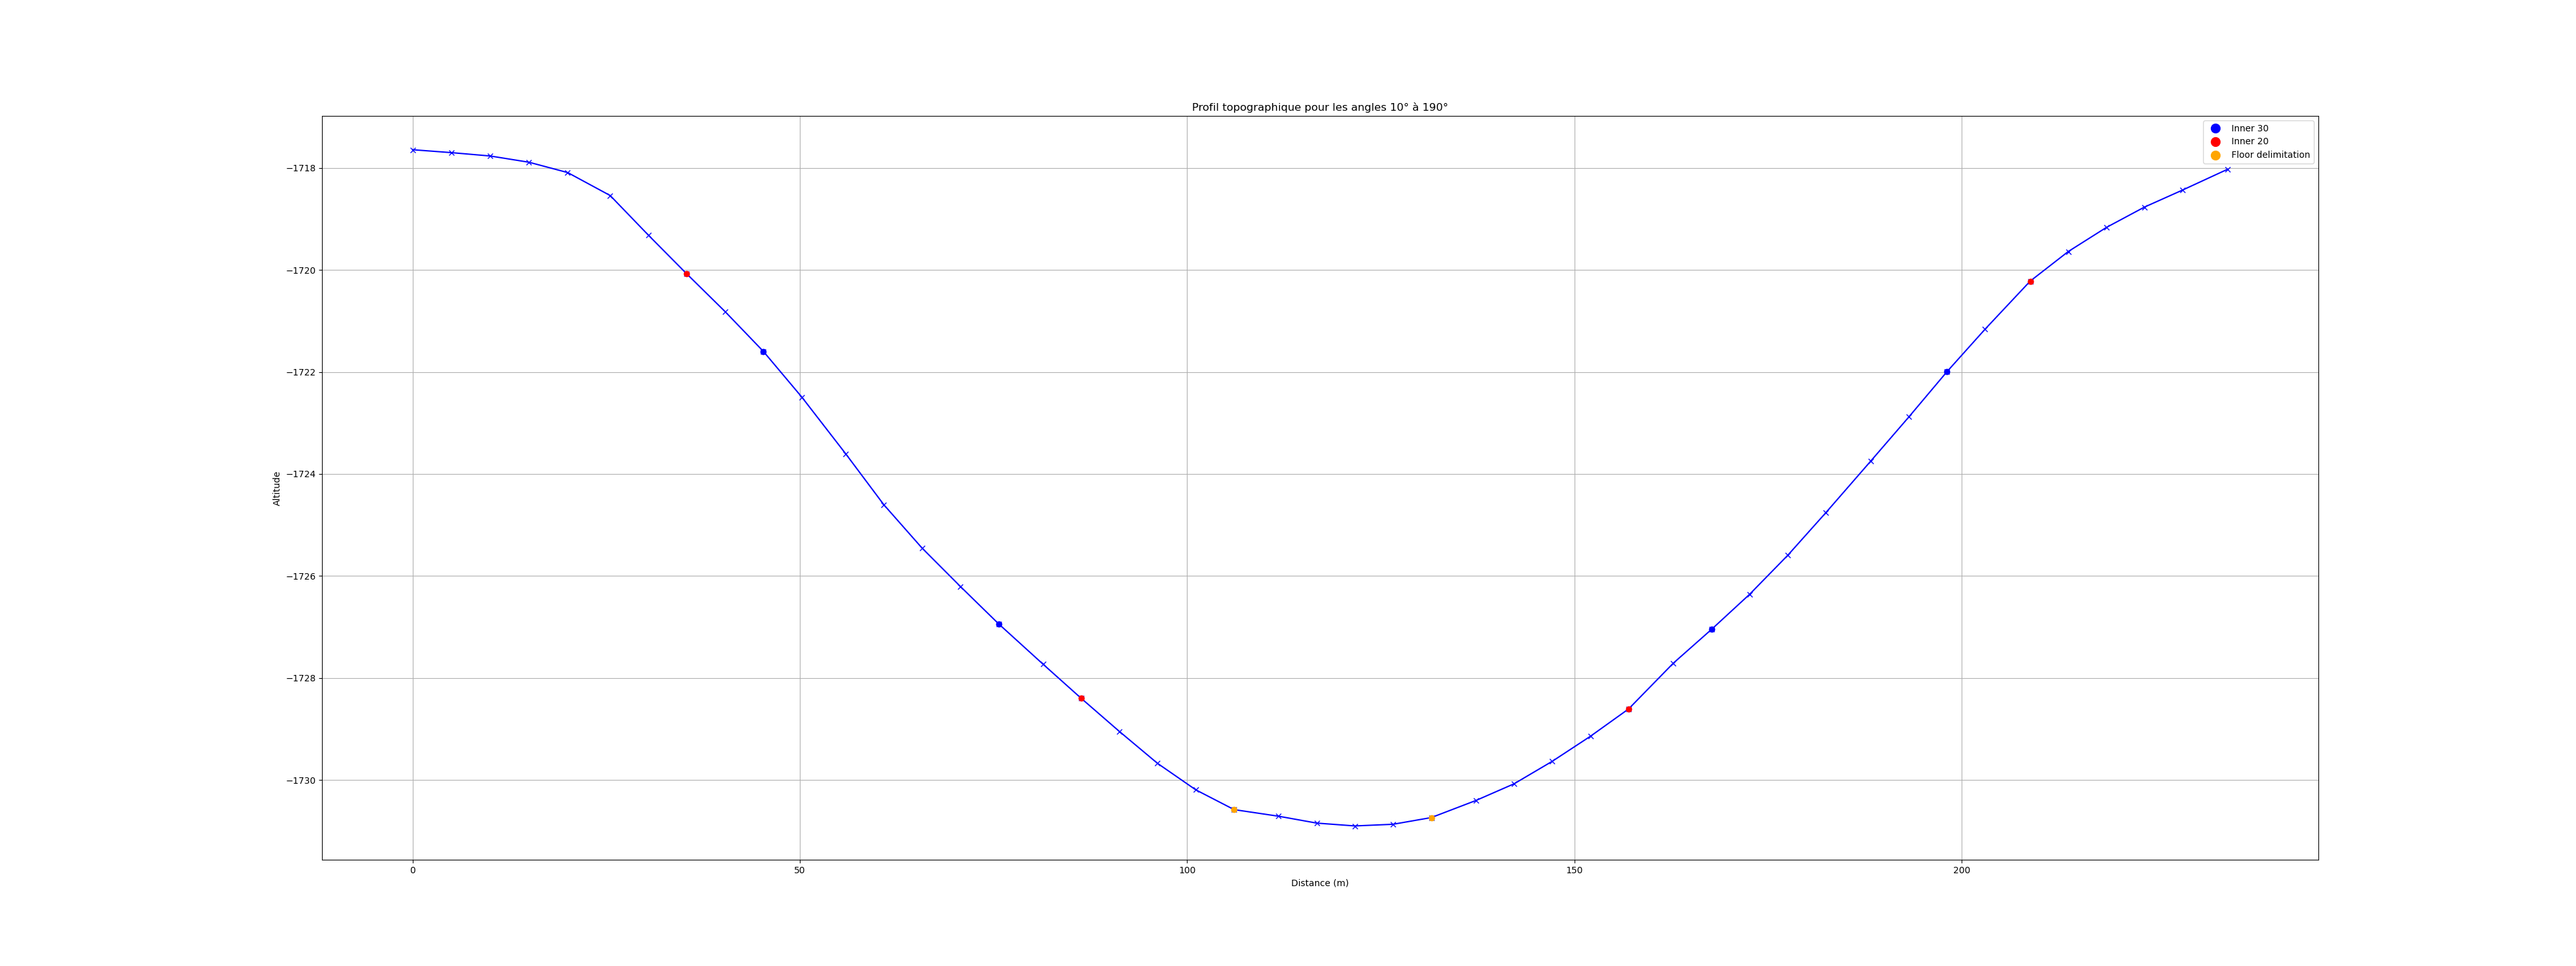 Profil topographique pour les angles 10° à 190°
Inner 30
Inner 20
Floor delimitation
−1718
−1720
−1722
−1724
−1726
−1728
−1730
Altitude
0 50 100 150 200
Distance (m)